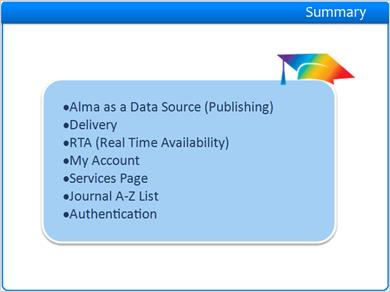 Summary
•Alma as a Data Source (Publishing)
•Delivery
•RTA (Real Time Availability)
•My Account
•Services Page
•Journal A-Z List
•Authentication